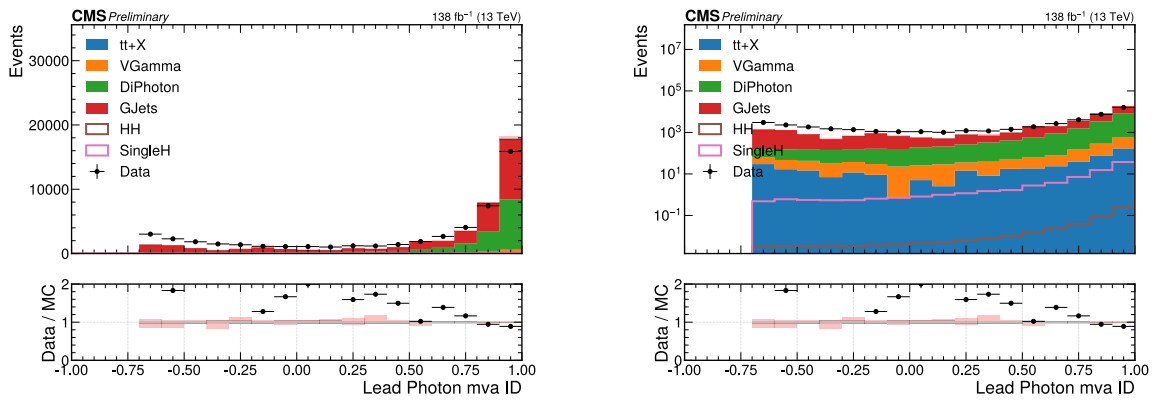 CMS Preliminary 138 fb⁻¹ (13 TeV)
Events
30000
20000
10000
0
tt+X
VGamma
DiPhoton
GJets
HH
SingleH
Data
Data / MC
2
1
0
-1.00 -0.75 -0.50 -0.25 0.00 0.25 0.50 0.75 1.00
Lead Photon mva ID
CMS Preliminary 138 fb⁻¹ (13 TeV)
Events
10⁷
10⁵
10³
10¹
10⁻¹
tt+X
VGamma
DiPhoton
GJets
HH
SingleH
Data
Data / MC
2
1
0
-1.00 -0.75 -0.50 -0.25 0.00 0.25 0.50 0.75 1.00
Lead Photon mva ID